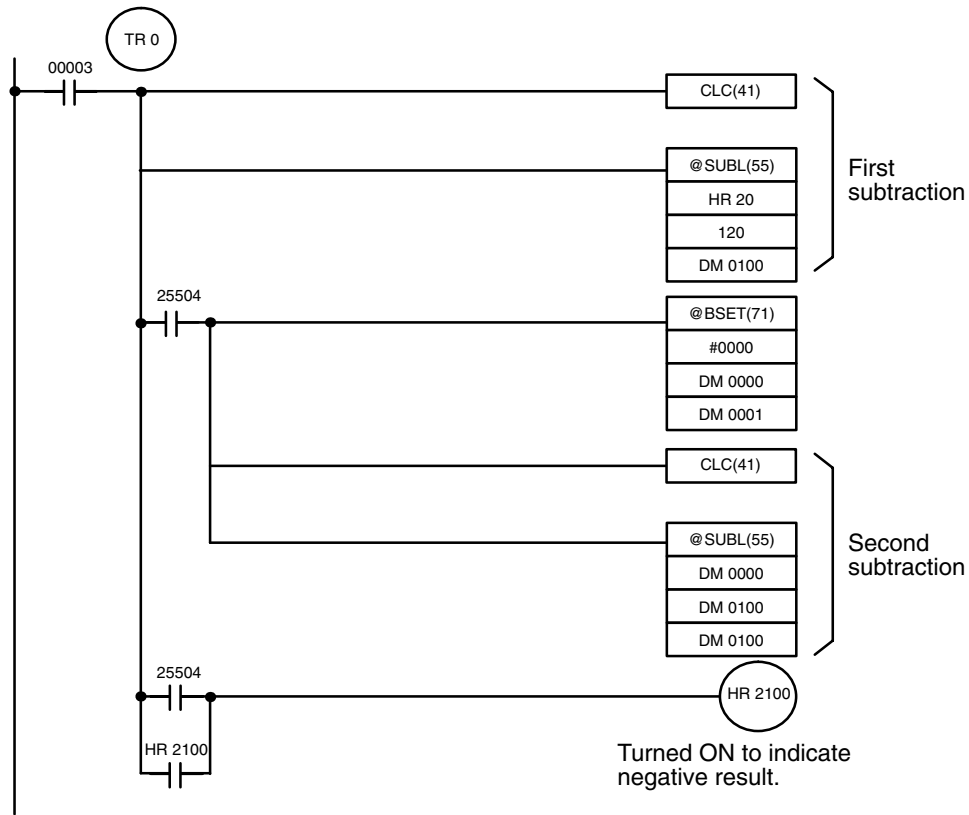 TR 0
00003
CLC(41)
@SUBL(55)
HR 20
120
DM 0100
First
subtraction
25504
@BSET(71)
#0000
DM 0000
DM 0001
CLC(41)
@SUBL(55)
DM 0000
DM 0100
DM 0100
Second
subtraction
25504
HR 2100
HR 2100
Turned ON to indicate
negative result.